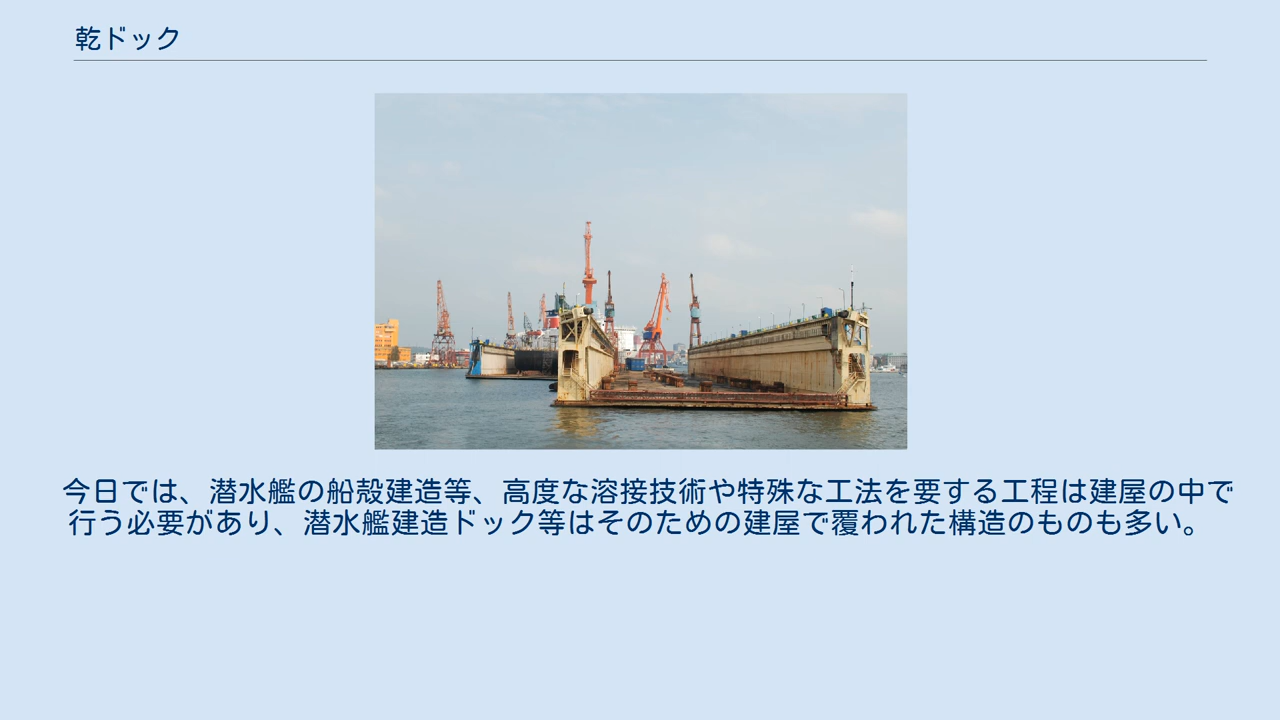 乾ドック
今日では、潜水艦の船殻建造等、高度な溶接技術や特殊な工法を要する工程は建屋の中で
行う必要があり、潜水艦建造ドック等はそのための建屋で覆われた構造のものも多い。